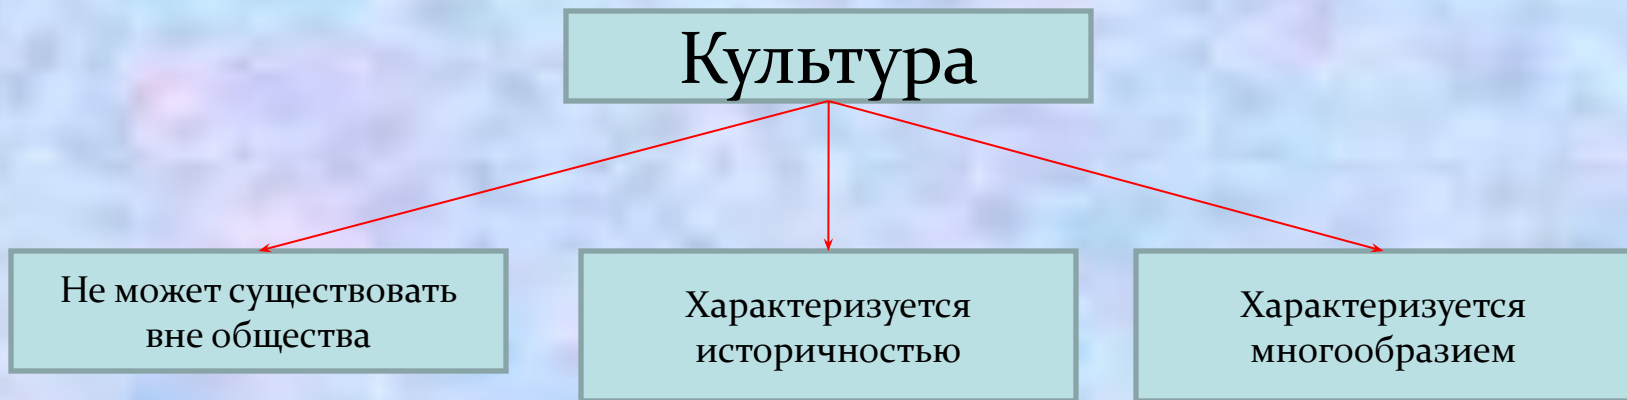 Культура
Не может существовать
вне общества
Характеризуется
историчностью
Характеризуется
многообразием